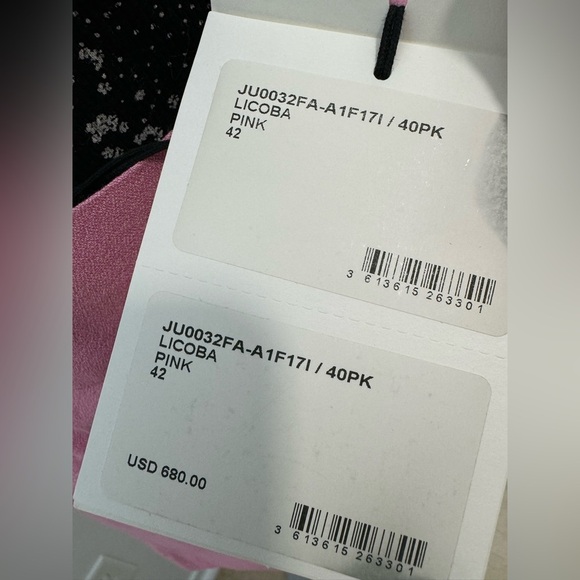 JU0032FA-A1F17I / 40PK
LICOBA
PINK
42
3 613615 263301
JU0032FA-A1F17I / 40PK
LICOBA
PINK
42
USD 680.00
3 613615 263301